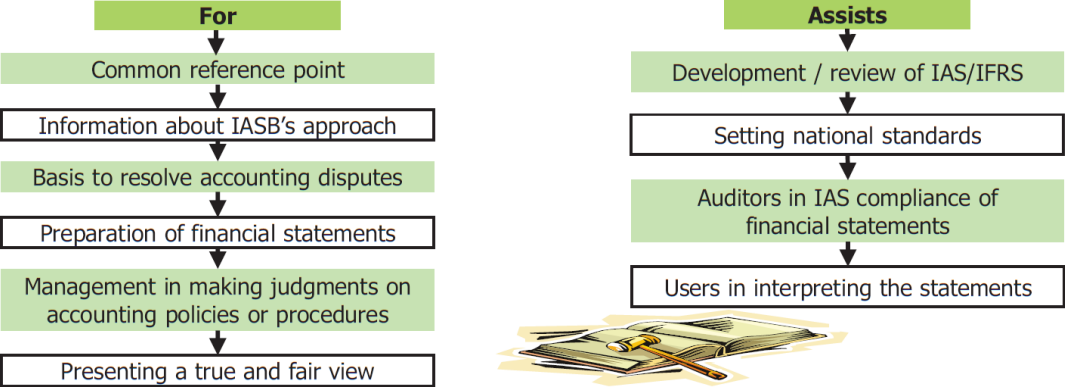 For
Common reference point
Information about IASB's approach
Basis to resolve accounting disputes
Preparation of financial statements
Management in making judgments on
accounting policies or procedures
Presenting a true and fair view
Assists
Development / review of IAS/IFRS
Setting national standards
Auditors in IAS compliance of
financial statements
Users in interpreting the statements